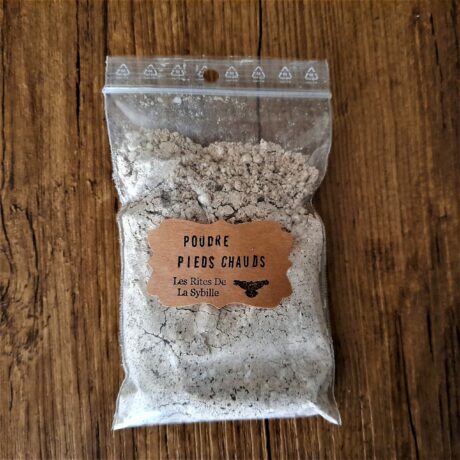 POUDRE
PIEDS CHAUDS
Les Rites De
La Sybille